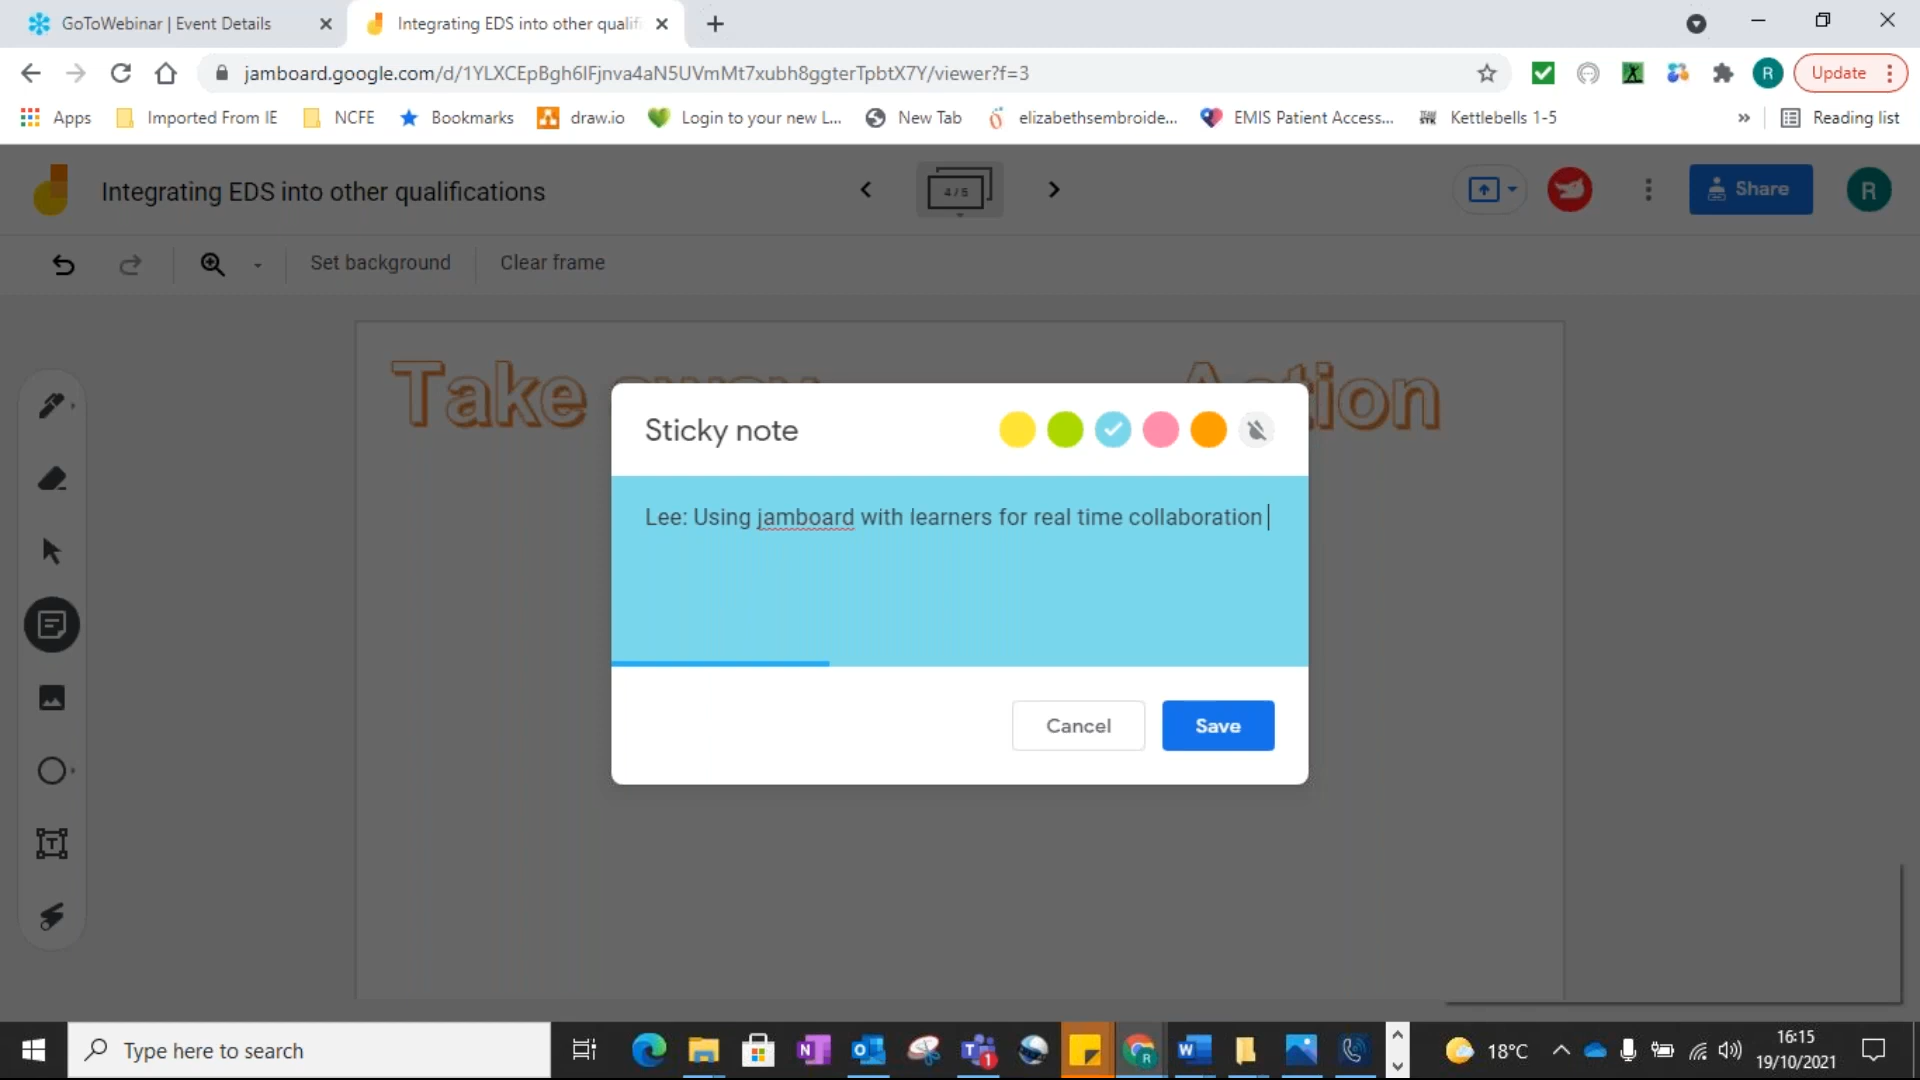 GoToWebinar | Event Details
Integrating EDS into other qualifi
jamboard.google.com/d/1YLXCEpBgh6IFjnva4aN5UVmMt7xubh8ggterTpbtX7Y/viewer?f=3
R
Update
Apps
Imported From IE
NCFE
Bookmarks
draw.io
Login to your new L...
New Tab
elizabethsembroide...
EMIS Patient Access...
Kettlebells 1-5
»
Reading list
Integrating EDS into other qualifications
4 / 5
Share
R
Set background
Clear frame
Take
Action
Sticky note
Lee: Using jamboard with learners for real time collaboration
Cancel
Save
Type here to search
1
18°C
16:15
19/10/2021